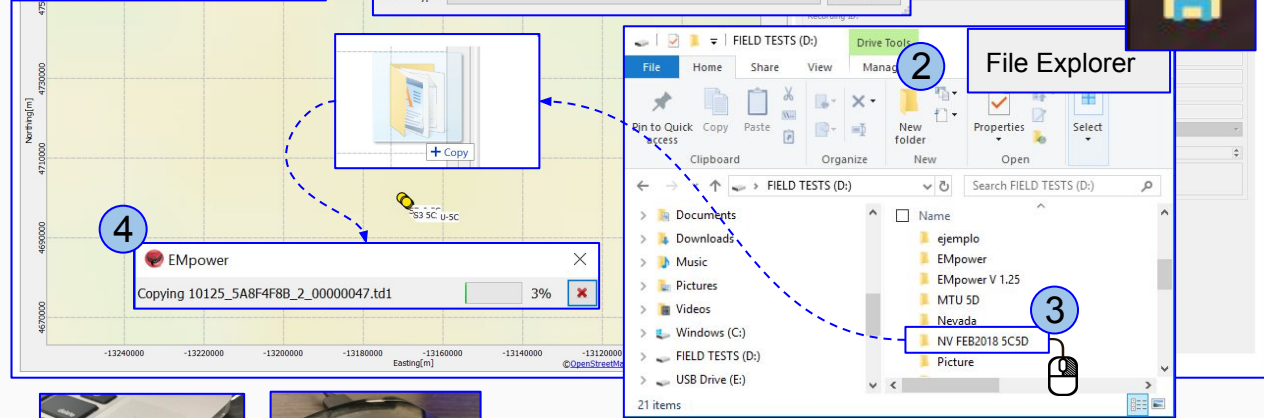 FIELD TESTS (D:)
Drive Tools
2
File Explorer
File
Home
Share
View
Pin to Quick access
Copy
Paste
New folder
Properties
Select
Clipboard
Organize
New
Open
FIELD TESTS (D:)
Search FIELD TESTS (D:)
Documents
Downloads
Music
Pictures
Videos
Windows (C:)
FIELD TESTS (D:)
USB Drive (E:)
Name
ejemplo
EMpower
EMpower V 1.25
MTU 5D
Nevada
NV FEB2018 5C5D
Picture
3
21 items
+ Copy
4
EMpower
Copying 10125_5A8F4F8B_2_00000047.td1
3%
S3 5C
U-5C
Northing[m]
4730000
4710000
4690000
4670000
-13240000
-13220000
-13200000
-13180000
-13160000
-13140000
-13120000
Easting[m]
Recording ID: